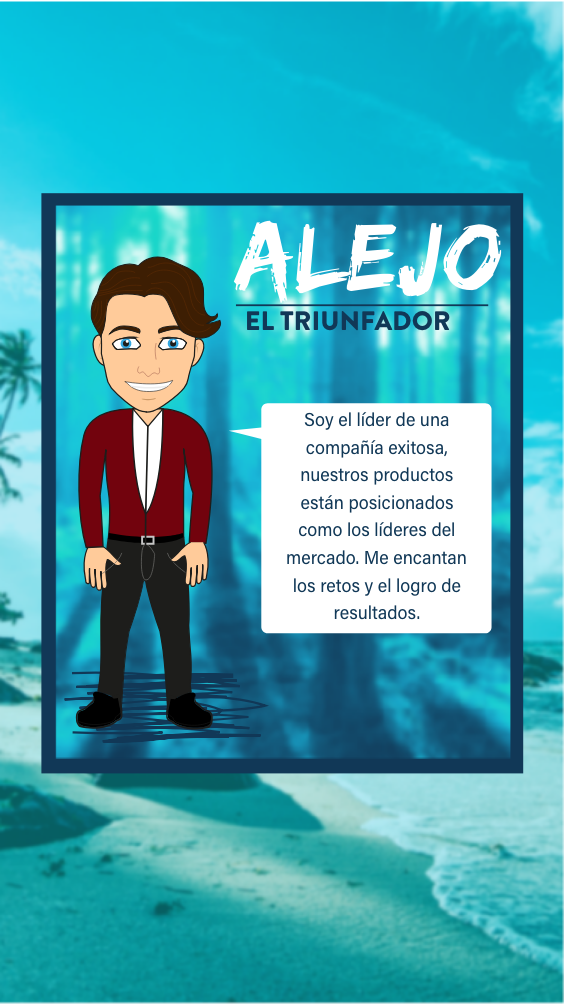 ALEJO
EL TRIUNFADOR
Soy el líder de una
compañía exitosa,
nuestros productos
están posicionados
como los líderes del
mercado. Me encantan
los retos y el logro de
resultados.